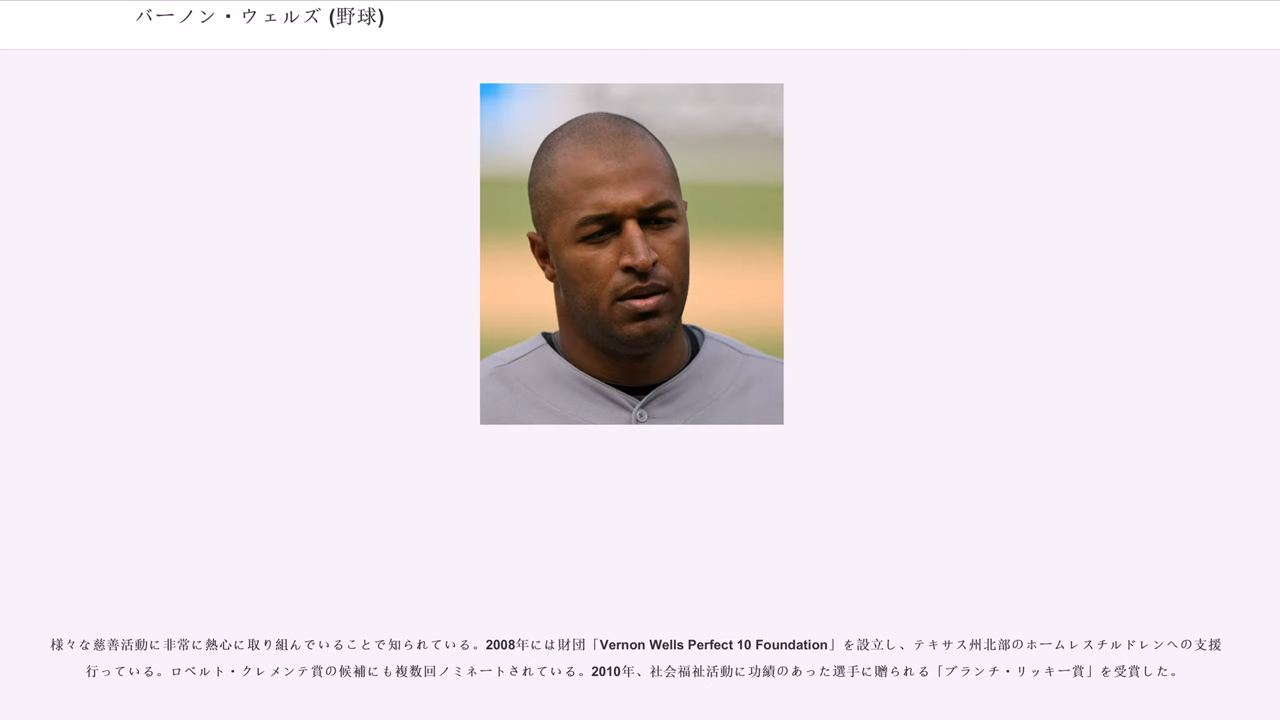 バーノン・ウェルズ (野球)
様々な慈善活動に非常に熱心に取り組んでいることで知られている。2008年には財団「Vernon Wells Perfect 10 Foundation」を設立し、テキサス州北部のホームレスチルドレンへの支援
行っている。ロベルト・クレメンテ賞の候補にも複数回ノミネートされている。2010年、社会福祉活動に功績のあった選手に贈られる「ブランチ・リッキー賞」を受賞した。